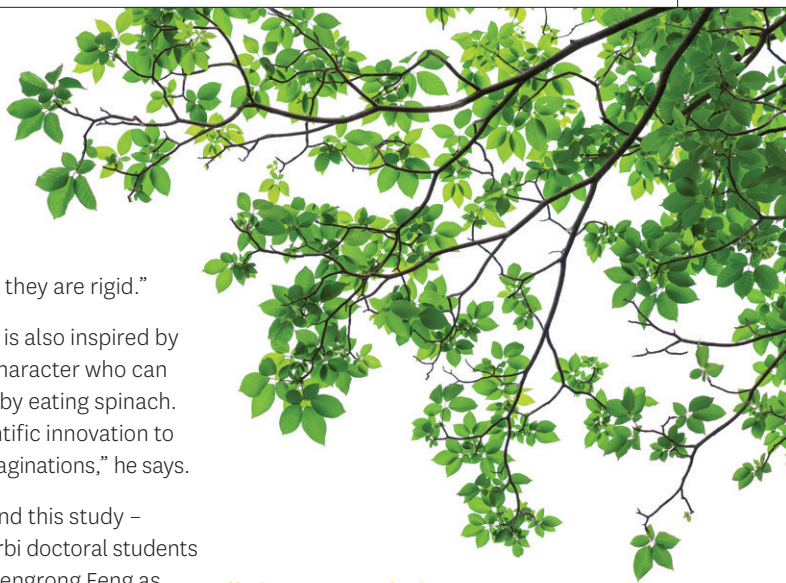 they are rigid.”
is also inspired by
haracter who can
by eating spinach.
ntific innovation to
aginations,” he says.
nd this study –
rbi doctoral students
engrong Feng as